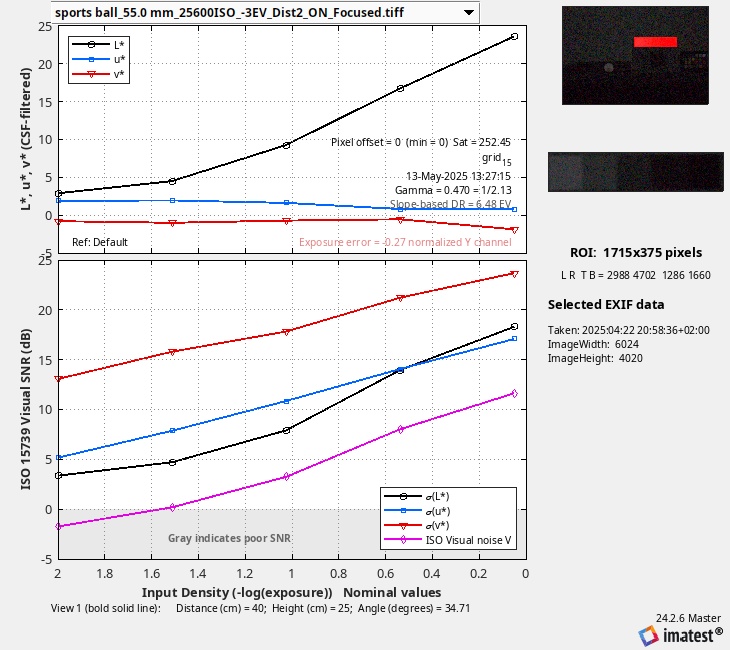 sports ball_55.0 mm_25600ISO_-3EV_Dist2_ON_Focused.tiff
25
20
15
10
5
0
-5
L*, u*, v* (CSF-filtered)
L*
u*
v*
Pixel offset = 0 (min = 0) Sat = 252.45
grid15
13-May-2025 13:27:15
Gamma = 0.470 =1/2.13
Slope-based DR = 6.48 EV
Ref: Default
Exposure error = -0.27 normalized Y channel
25
20
15
10
5
0
-5
ISO 15739 Visual SNR (dB)
σ(L*)
σ(u*)
σ(v*)
ISO Visual noise V
Gray indicates poor SNR
2 1.8 1.6 1.4 1.2 1 0.8 0.6 0.4 0.2 0
Input Density (-log(exposure)) Nominal values
View 1 (bold solid line): Distance (cm) = 40; Height (cm) = 25; Angle (degrees) = 34.71
ROI: 1715x375 pixels
L R T B = 2988 4702 1286 1660
Selected EXIF data
Taken: 2025:04:22 20:58:36+02:00
ImageWidth: 6024
ImageHeight: 4020
24.2.6 Master
imatest®